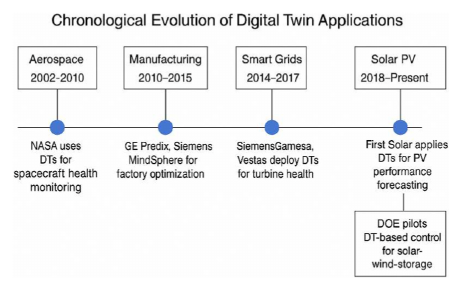 Chronological Evolution of Digital Twin Applications
Aerospace
2002-2010
Manufacturing
2010–2015
Smart Grids
2014–2017
Solar PV
2018–Present
NASA uses
DTs for
spacecraft health
monitoring
GE Predix, Siemens
MindSphere for
factory optimization
SiemensGamesa,
Vestas deploy DTs
for turbine health
First Solar applies
DTs for PV
performance
forecasting
DOE pilots
DT-based control
for solar-
wind-storage